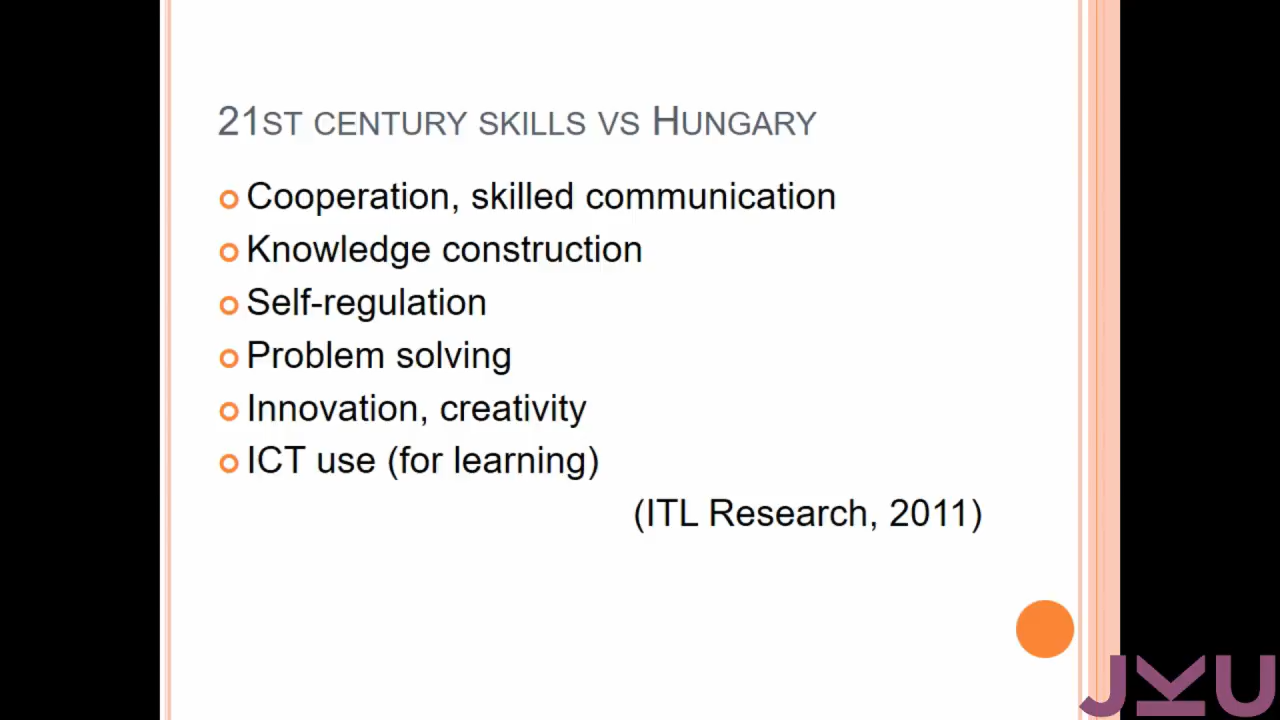 21ST CENTURY SKILLS VS HUNGARY
Cooperation, skilled communication
Knowledge construction
Self-regulation
Problem solving
Innovation, creativity
ICT use (for learning)
(ITL Research, 2011)
JKU